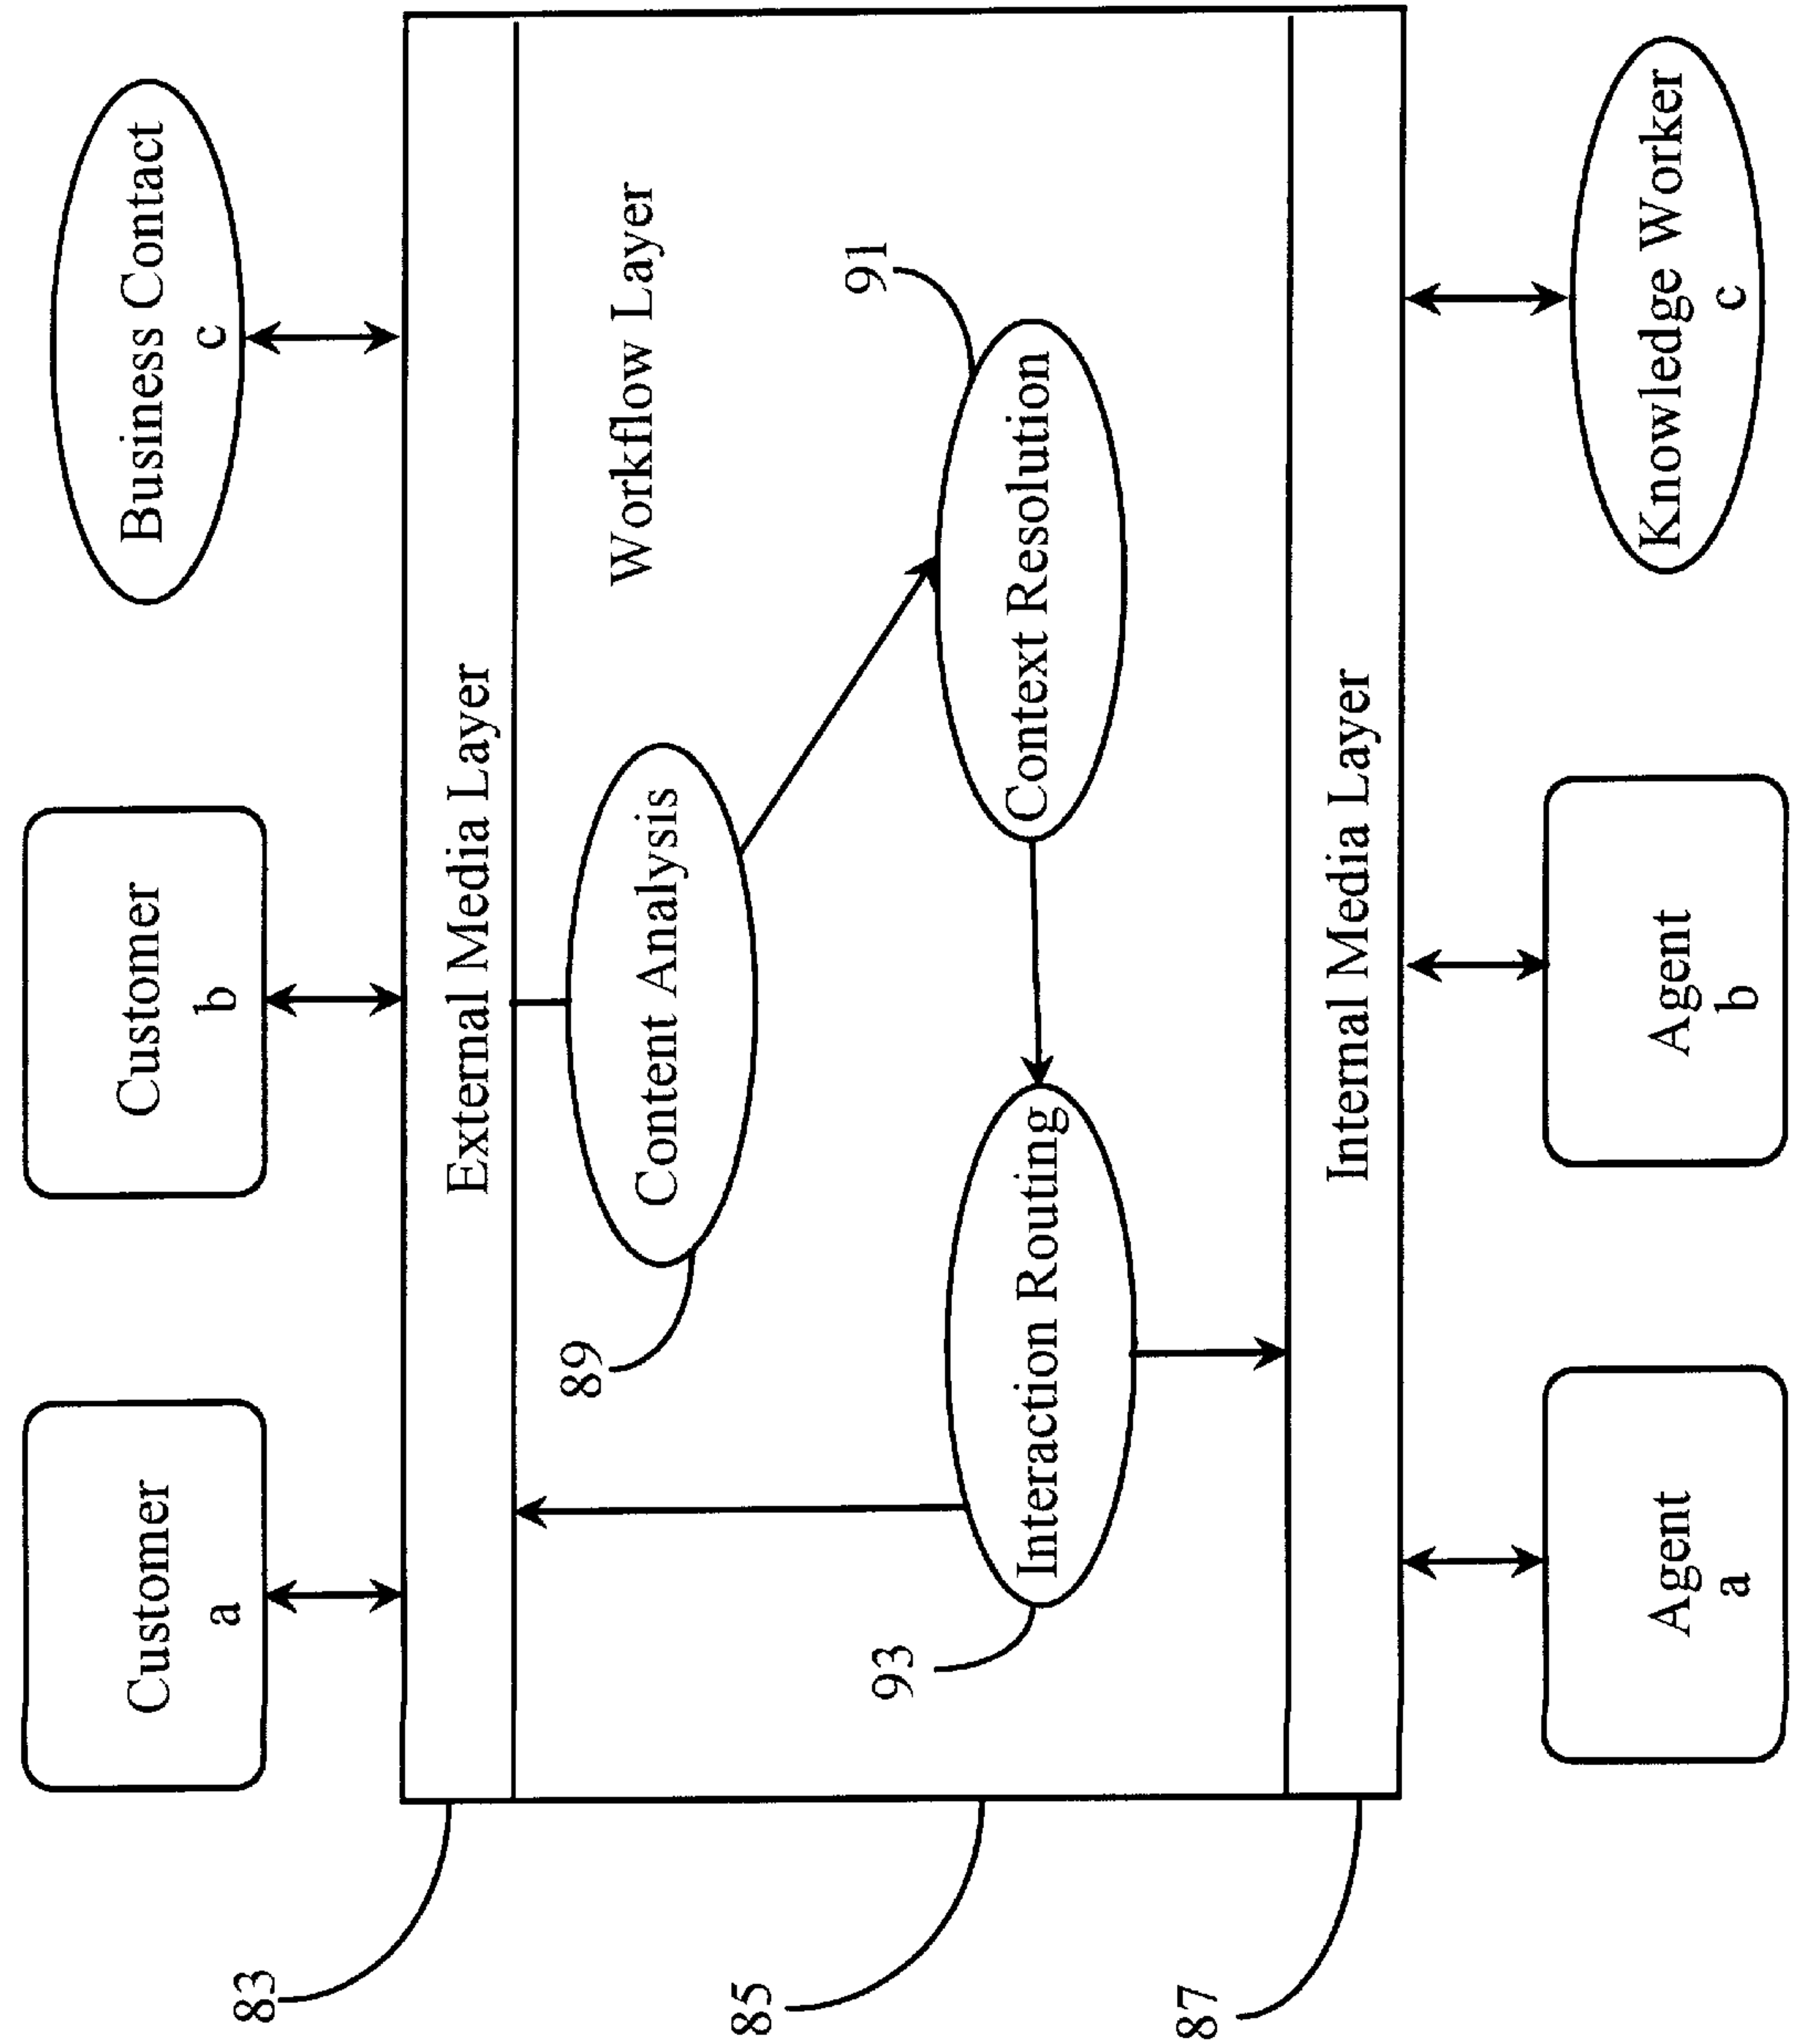 Customer
a
Customer
b
Business Contact
c
83
External Media Layer
Workflow Layer
89
Content Analysis
91
85
93
Interaction Routing
Context Resolution
87
Internal Media Layer
Agent
a
Agent
b
Knowledge Worker
c